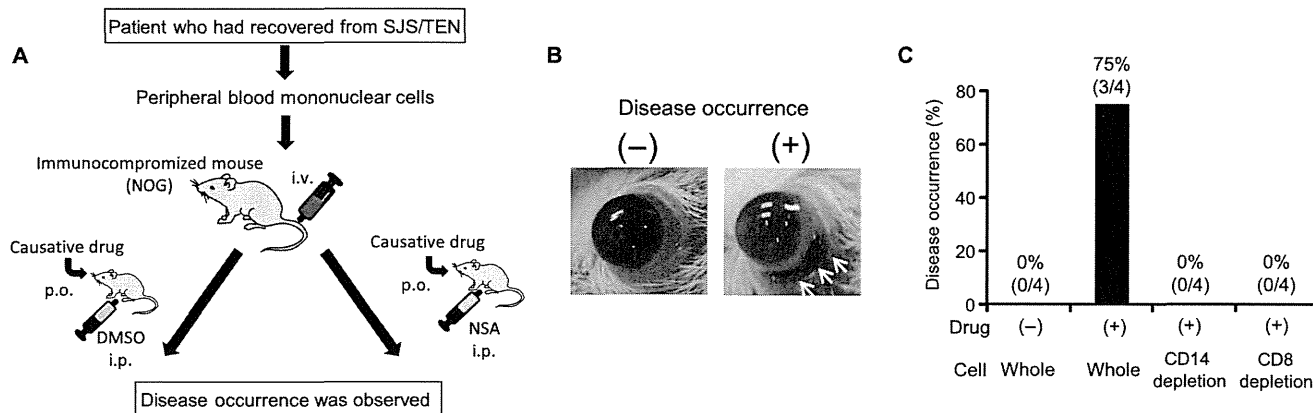 A
Patient who had recovered from SJS/TEN
Peripheral blood mononuclear cells
Immunocompromized mouse
(NOG)
i.v.
Causative drug
p.o.
DMSO
i.p.
Causative drug
p.o.
NSA
i.p.
Disease occurrence was observed
B
Disease occurrence
(–)
(+)
C
Disease occurrence (%)
80
60
40
20
0
0%
(0/4)
75%
(3/4)
0%
(0/4)
0%
(0/4)
Drug (–) (+) (+) (+)
Cell Whole Whole CD14 depletion CD8 depletion